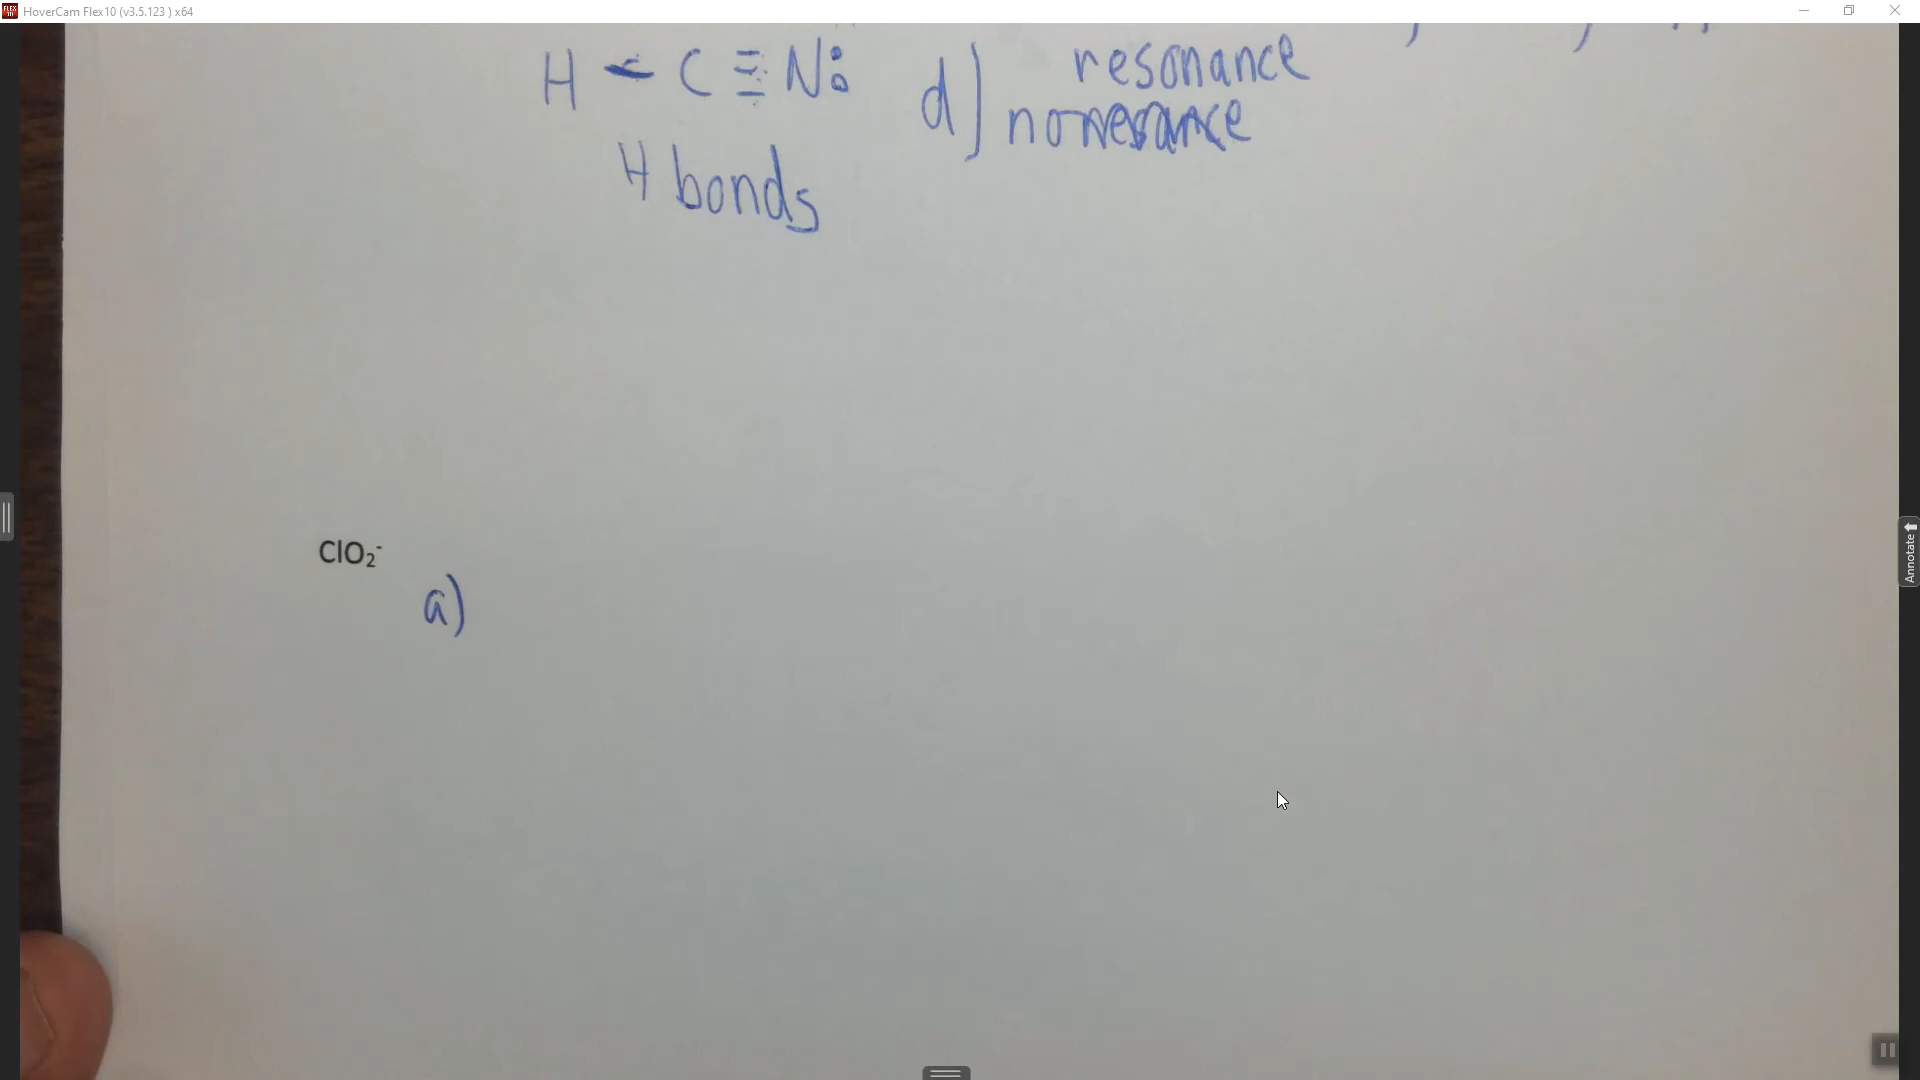 HoverCam Flex10 (v3.5.123 ) x64
resonance
H - C ≡ N:
d) nonresonance
4 bonds
ClO₂⁻
a)
Annotate